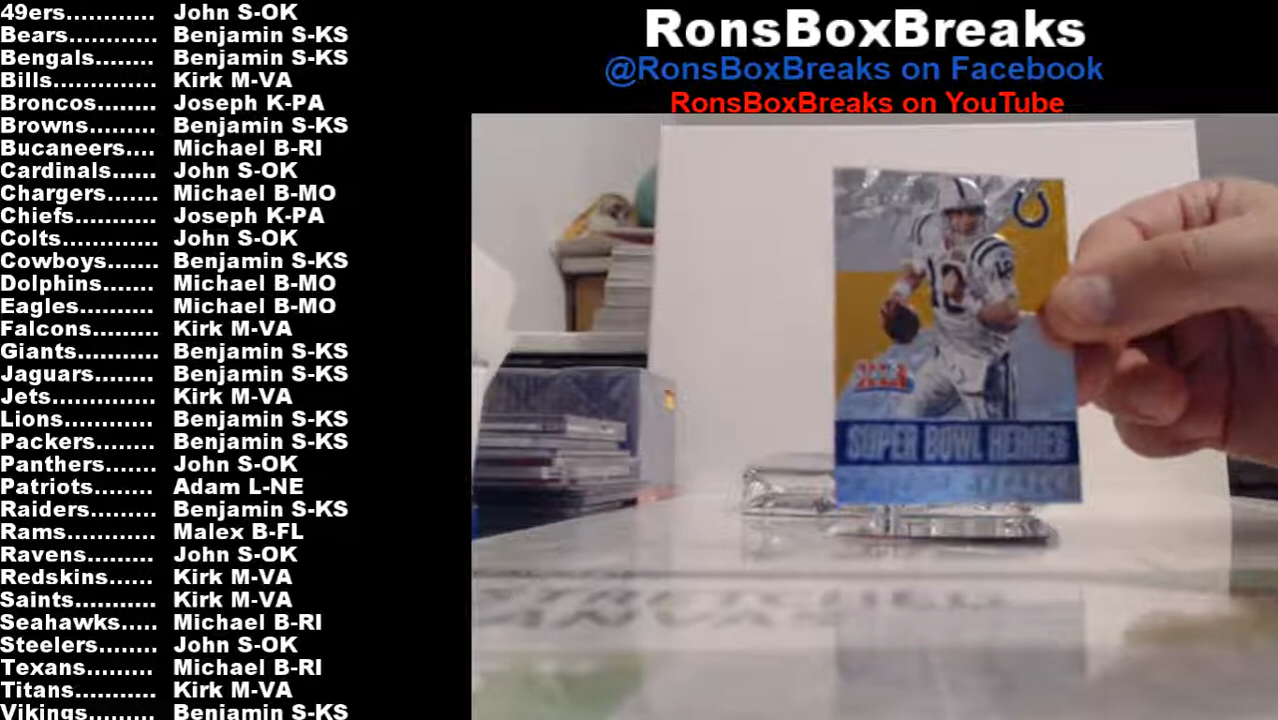 49ers............ John S-OK
Bears............ Benjamin S-KS
Bengals........ Benjamin S-KS
Bills............. Kirk M-VA
Broncos........ Joseph K-PA
Browns......... Benjamin S-KS
Bucaneers.... Michael B-RI
Cardinals...... John S-OK
Chargers....... Michael B-MO
Chiefs........... Joseph K-PA
Colts............. John S-OK
Cowboys....... Benjamin S-KS
Dolphins....... Michael B-MO
Eagles.......... Michael B-MO
Falcons......... Kirk M-VA
Giants........... Benjamin S-KS
Jaguars........ Benjamin S-KS
Jets.............. Kirk M-VA
Lions............ Benjamin S-KS
Packers........ Benjamin S-KS
Panthers....... John S-OK
Patriots........ Adam L-NE
Raiders......... Benjamin S-KS
Rams............ Malex B-FL
Ravens......... John S-OK
Redskins...... Kirk M-VA
Saints........... Kirk M-VA
Seahawks..... Michael B-RI
Steelers........ John S-OK
Texans......... Michael B-RI
Titans........... Kirk M-VA
Vikings......... Benjamin S-KS
RonsBoxBreaks
@RonsBoxBreaks on Facebook
RonsBoxBreaks on YouTube
SUPER BOWL HEROES
STRETCHED
CANVAS